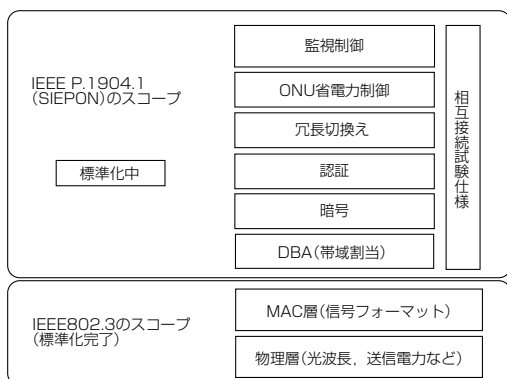 監視制御
IEEE P.1904.1
(SIEPON)のスコープ
ONU省電力制御
冗長切換え
標準化中
認証
暗号
DBA(帯域割当)
相互接続試験仕様
IEEE802.3のスコープ
(標準化完了)
MAC層(信号フォーマット)
物理層(光波長，送信電力など)